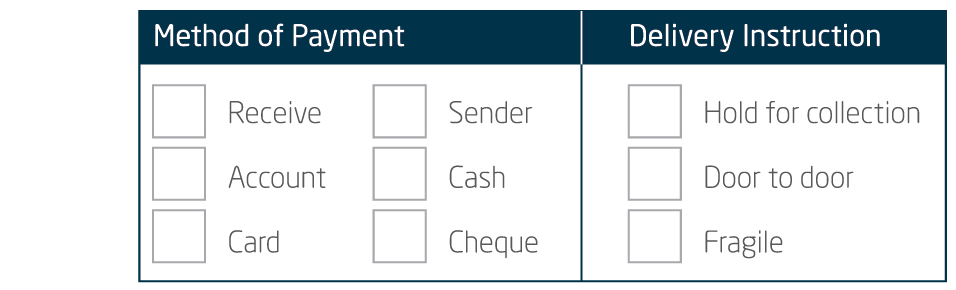 Method of Payment Delivery Instruction
Receive Sender Hold for collection
Account Cash Door to door
Card Cheque Fragile